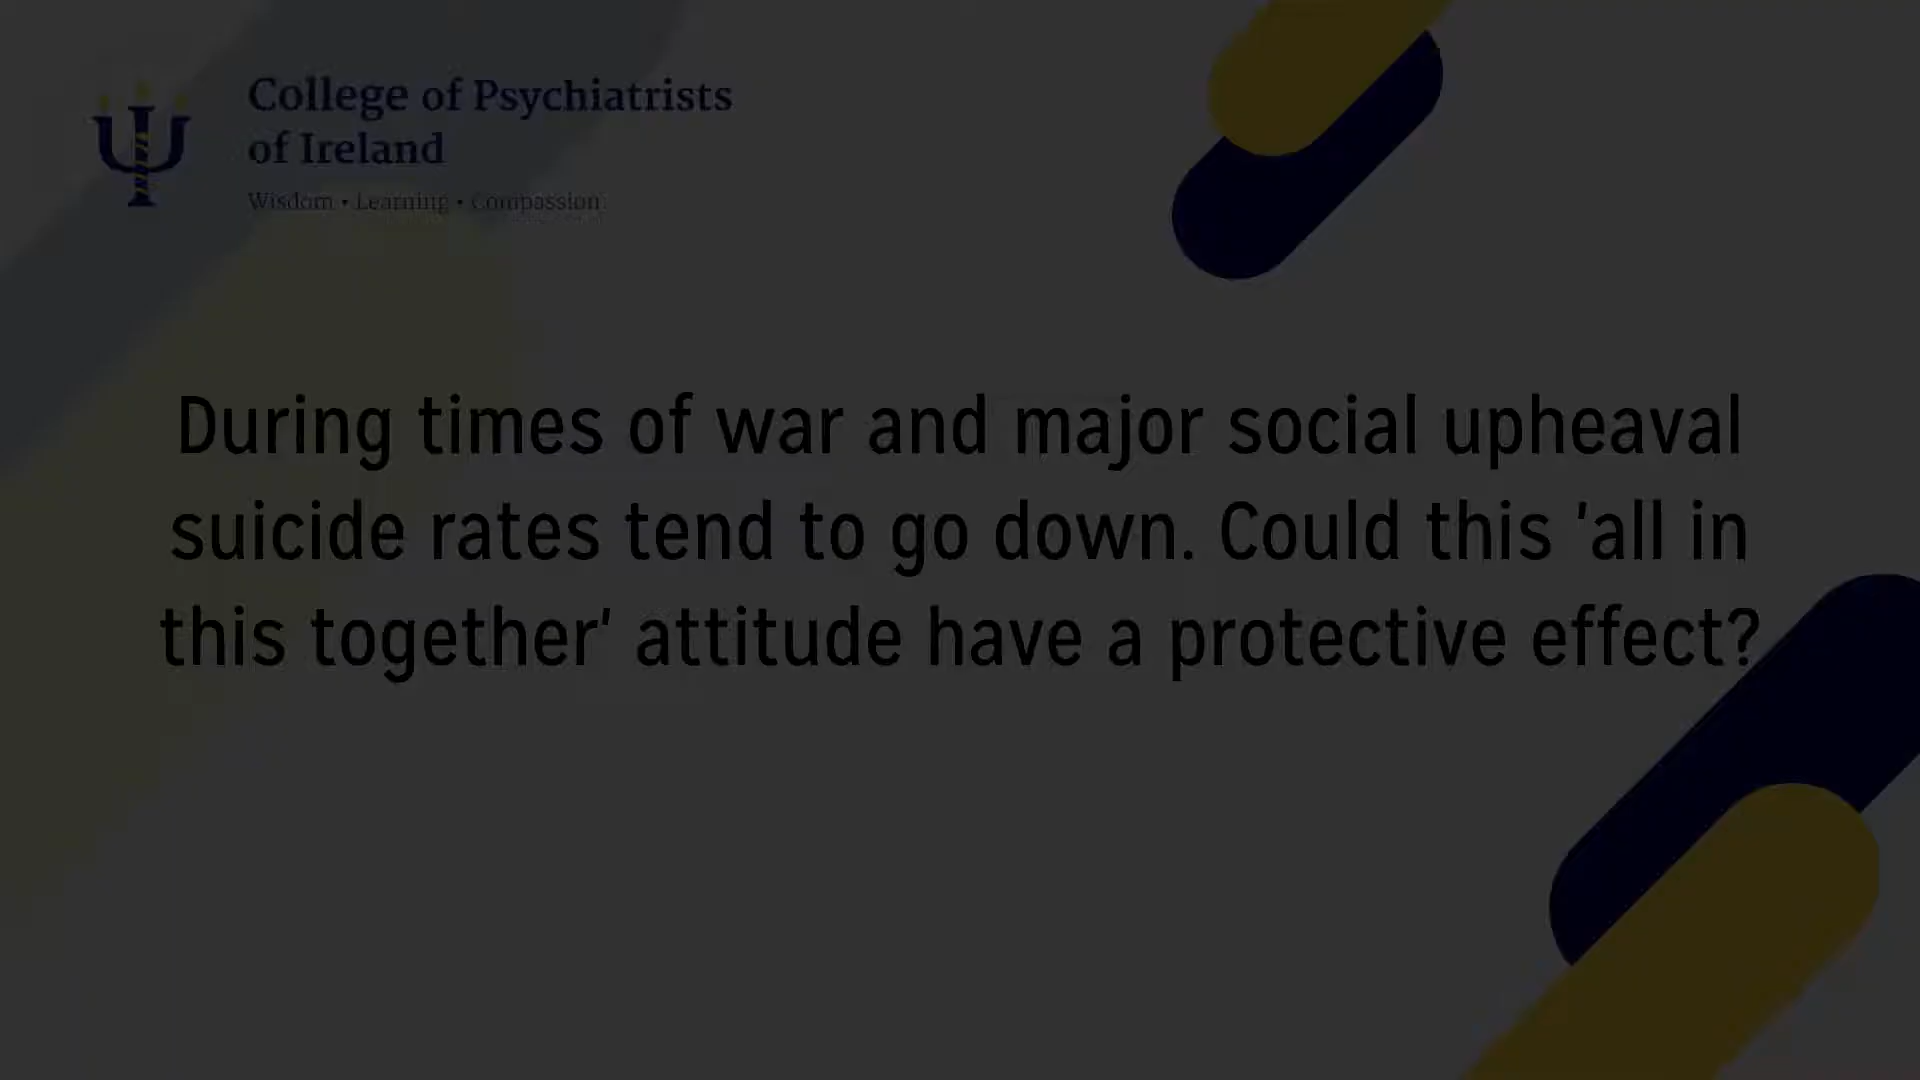 College of Psychiatrists
of Ireland
Wisdom • Learning • Compassion
During times of war and major social upheaval
suicide rates tend to go down. Could this 'all in
this together' attitude have a protective effect?